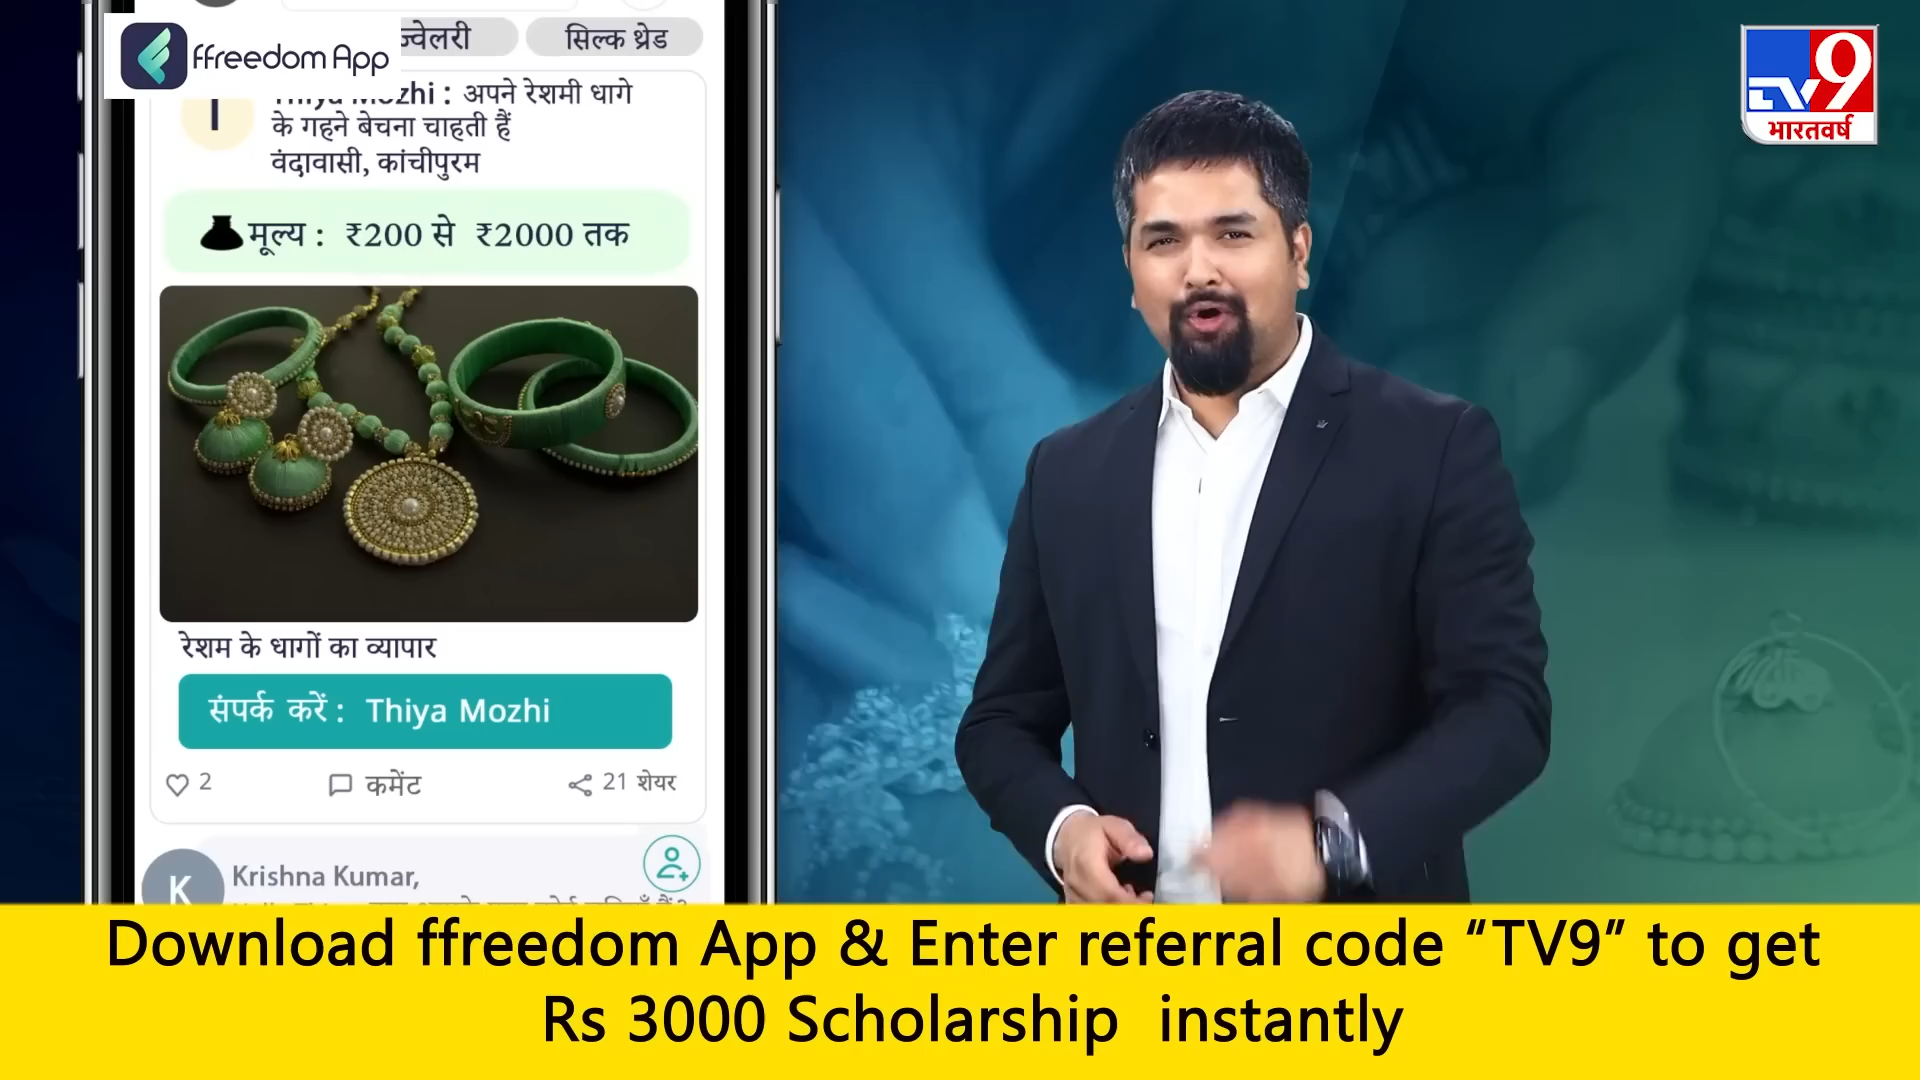 ffreedom App
ज्वेलरी
सिल्क थ्रेड
TV9
भारतवर्ष
Thiya Mozhi : अपने रेशमी धागे
के गहने बेचना चाहती हैं
वंदावासी, कांचीपुरम
मूल्य : ₹200 से ₹2000 तक
रेशम के धागों का व्यापार
संपर्क करें : Thiya Mozhi
2
कमेंट
21 शेयर
K
Krishna Kumar,
Download ffreedom App & Enter referral code “TV9” to get
Rs 3000 Scholarship instantly